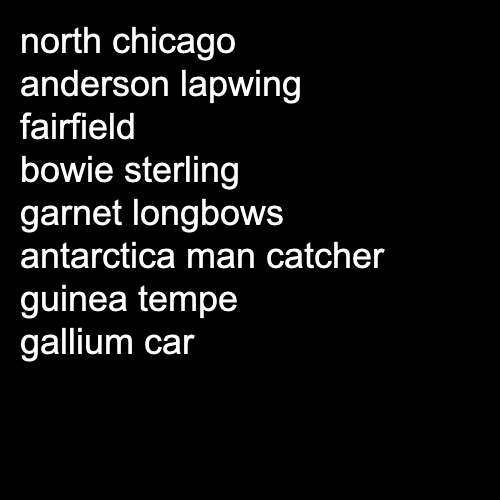 north chicago
anderson lapwing
fairfield
bowie sterling
garnet longbows
antarctica man catcher
guinea tempe
gallium car